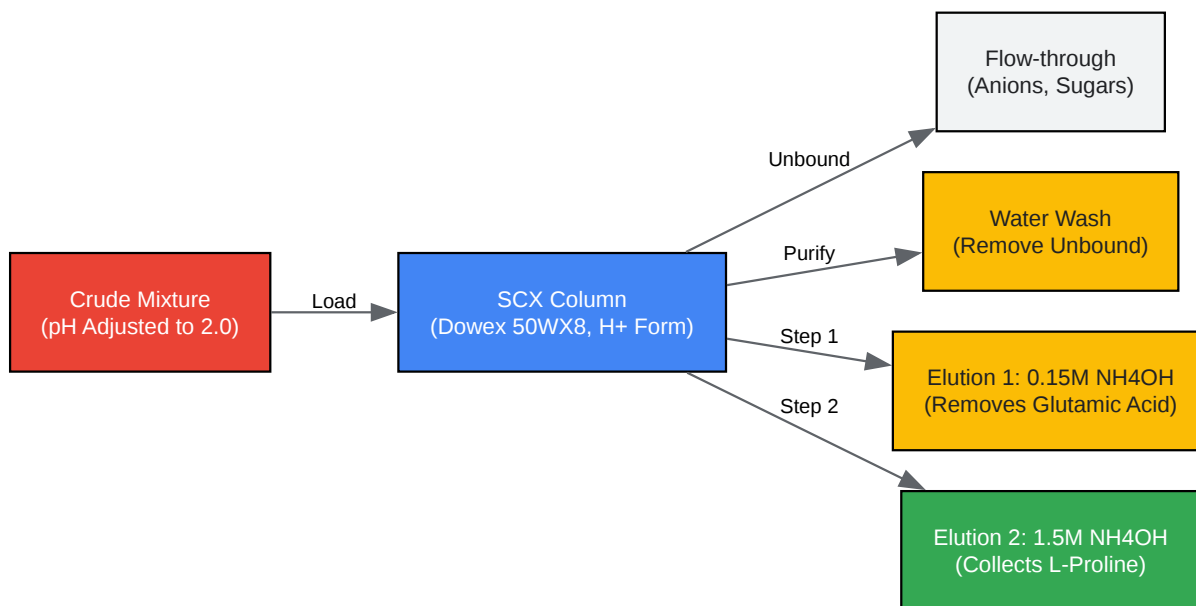 Crude Mixture
(pH Adjusted to 2.0)
Load
SCX Column
(Dowex 50WX8, H+ Form)
Unbound
Flow-through
(Anions, Sugars)
Purify
Water Wash
(Remove Unbound)
Step 1
Elution 1: 0.15M NH4OH
(Removes Glutamic Acid)
Step 2
Elution 2: 1.5M NH4OH
(Collects L-Proline)